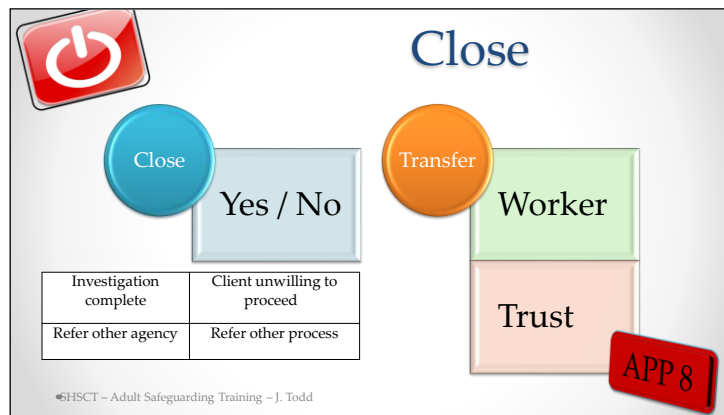 Close
Close
Yes / No
Transfer
Worker
Trust
Investigation
complete
Client unwilling to
proceed
Refer other agency
Refer other process
APP 8
SHSCT – Adult Safeguarding Training – J. Todd